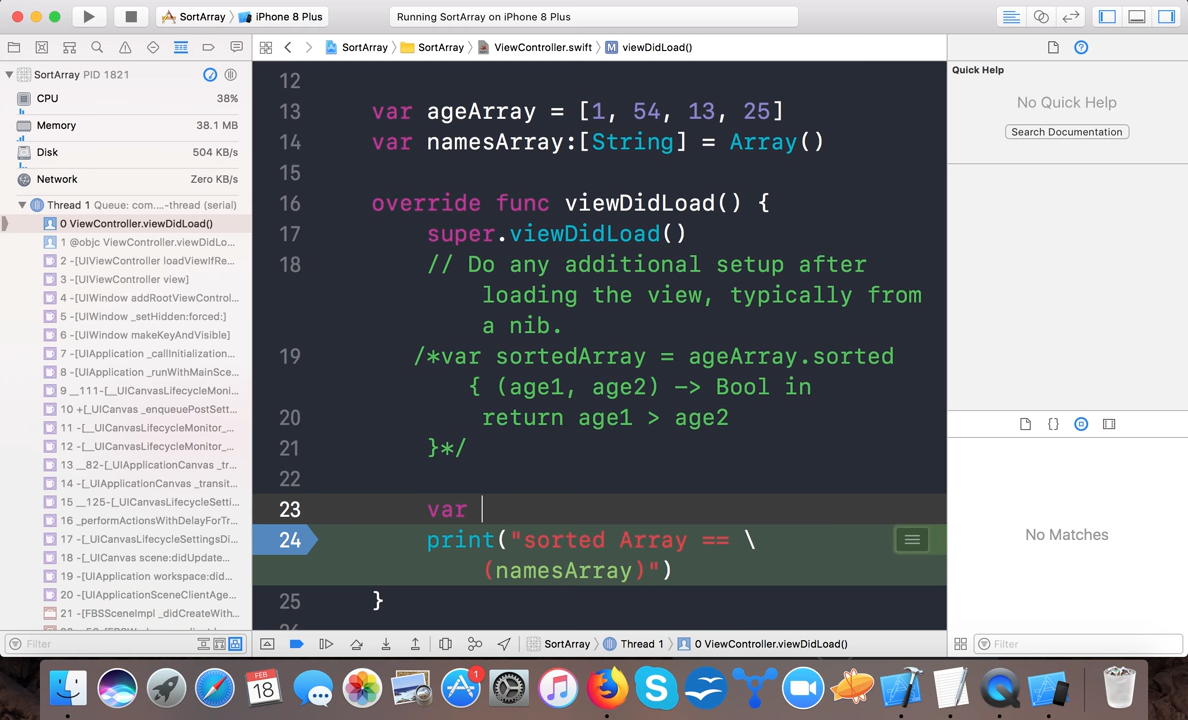 SortArray iPhone 8 Plus
Running SortArray on iPhone 8 Plus
SortArray SortArray ViewController.swift M viewDidLoad()
SortArray PID 1821
CPU 38%
Memory 38.1 MB
Disk 504 KB/s
Network Zero KB/s
Thread 1 Queue: com....-thread (serial)
0 ViewController.viewDidLoad()
1 @objc ViewController.viewDidLo...
2 -[UIViewController loadViewIfRe...
3 -[UIViewController view]
4 -[UIWindow addRootViewControl...
5 -[UIWindow _setHidden:forced:]
6 -[UIWindow makeKeyAndVisible]
7 -[UIApplication _callInitialization...
8 -[UIApplication _runWithMainSce...
9 __111-[_UICanvasLifecycleMoni...
10 +[_UICanvas _enqueuePostSett...
11 -[__UICanvasLifecycleMonitor_...
12 -[__UICanvasLifecycleMonitor_...
13 __82-[_UIApplicationCanvas _tr...
14 -[_UIApplicationCanvas _transit...
15 __125-[_UICanvasLifecycleSetti...
16 _performActionsWithDelayForTr...
17 -[_UICanvasLifecycleSettingsDi...
18 -[_UICanvas scene:didUpdate...
19 -[UIApplication workspace:did...
20 -[UIApplicationSceneClientAge...
21 -[FBSSceneImpl _didCreateWith...
Filter
12
13 var ageArray = [1, 54, 13, 25]
14 var namesArray:[String] = Array()
15
16 override func viewDidLoad() {
17 super.viewDidLoad()
18 // Do any additional setup after
loading the view, typically from
a nib.
19 /*var sortedArray = ageArray.sorted
{ (age1, age2) -> Bool in
20 return age1 > age2
21 }*/
22
23 var
24 print("sorted Array == \
(namesArray)")
25 }
SortArray Thread 1 0 ViewController.viewDidLoad()
Quick Help
No Quick Help
Search Documentation
No Matches
Filter
FEB
18
1